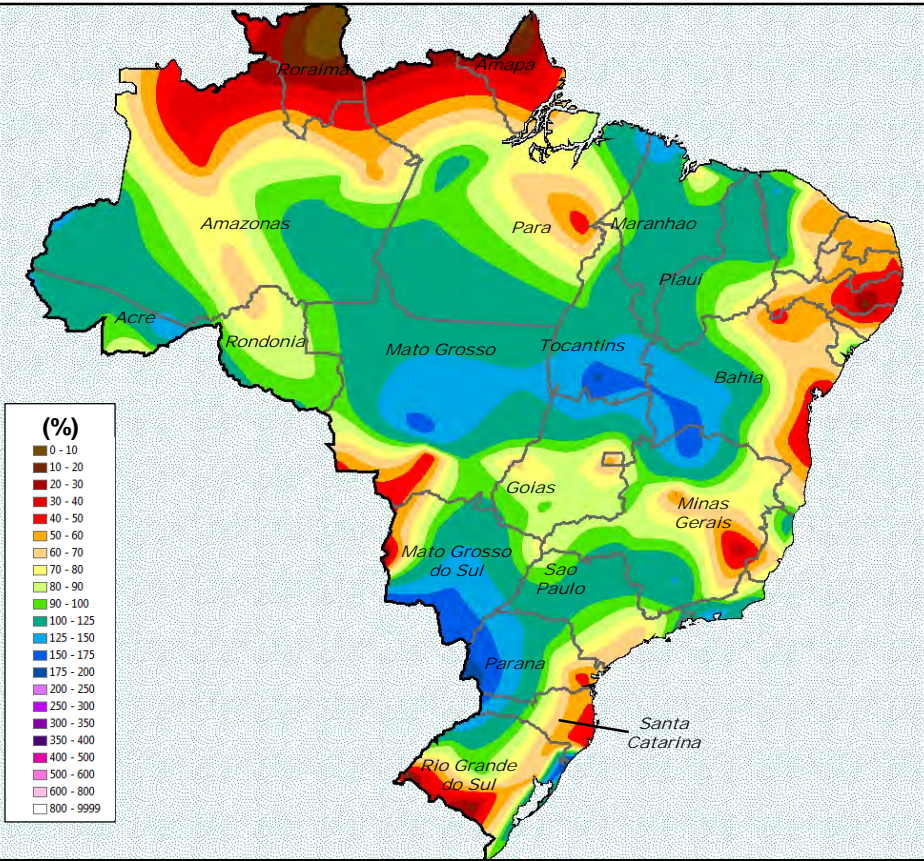 Roraima
Amapa
Amazonas
Para
Maranhao
Piaui
Acre
Rondonia
Mato Grosso
Tocantins
Bahia
(%)
0 - 10
10 - 20
20 - 30
30 - 40
40 - 50
50 - 60
60 - 70
70 - 80
80 - 90
90 - 100
100 - 125
125 - 150
150 - 175
175 - 200
200 - 250
250 - 300
300 - 350
350 - 400
400 - 500
500 - 600
600 - 800
800 - 9999
Goias
Minas
Gerais
Mato Grosso
do Sul
Sao
Paulo
Parana
Santa
Catarina
Rio Grande
do Sul